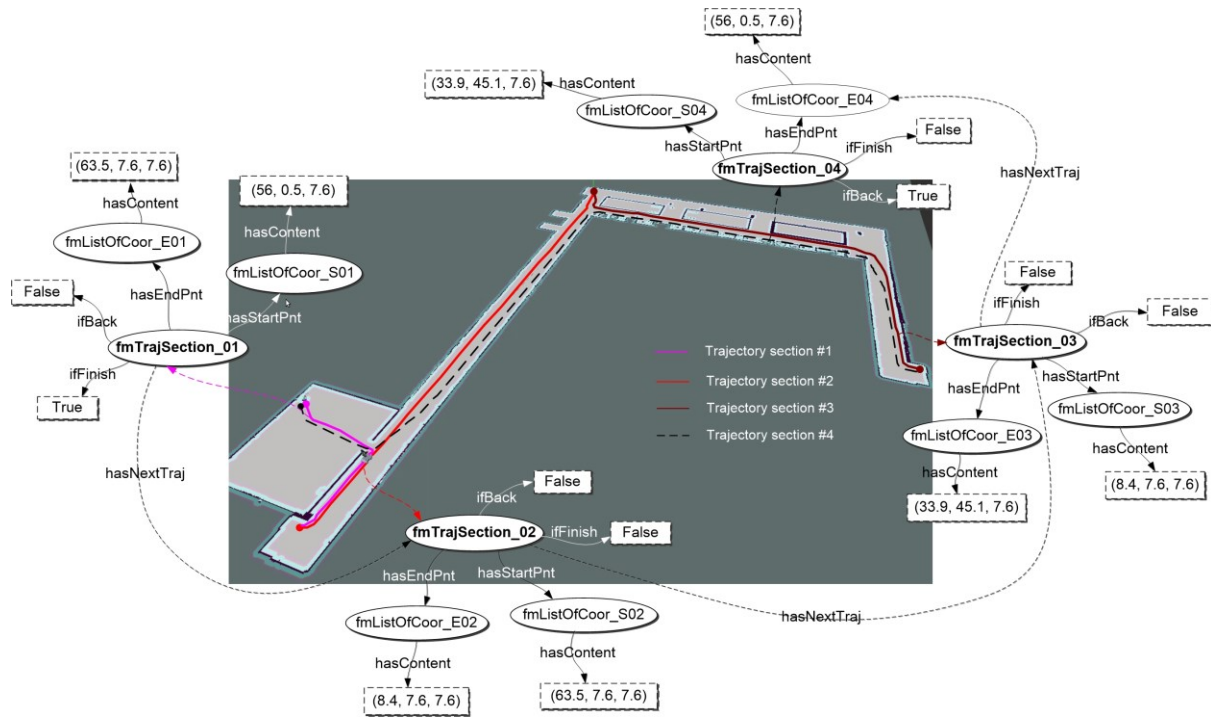 (56, 0.5, 7.6)
hasContent
(33.9, 45.1, 7.6)
hasContent
fmListOfCoor_E04
fmListOfCoor_S04
hasEndPnt
False
hasStartPnt
ifFinish
fmTrajSection_04
hasNextTraj
ifBack
True
(63.5, 7.6, 7.6)
(56, 0.5, 7.6)
hasContent
hasContent
fmListOfCoor_E01
fmListOfCoor_S01
False
hasEndPnt
hasStartPnt
ifBack
fmTrajSection_01
ifFinish
True
False
ifFinish
False
ifBack
fmTrajSection_03
hasEndPnt
hasStartPnt
fmListOfCoor_S03
fmListOfCoor_E03
hasContent
hasContent
(8.4, 7.6, 7.6)
(33.9, 45.1, 7.6)
Trajectory section #1
Trajectory section #2
Trajectory section #3
Trajectory section #4
hasNextTraj
False
ifBack
fmTrajSection_02
ifFinish
False
hasEndPnt
hasStartPnt
hasNextTraj
fmListOfCoor_E02
fmListOfCoor_S02
hasContent
hasContent
(8.4, 7.6, 7.6)
(63.5, 7.6, 7.6)